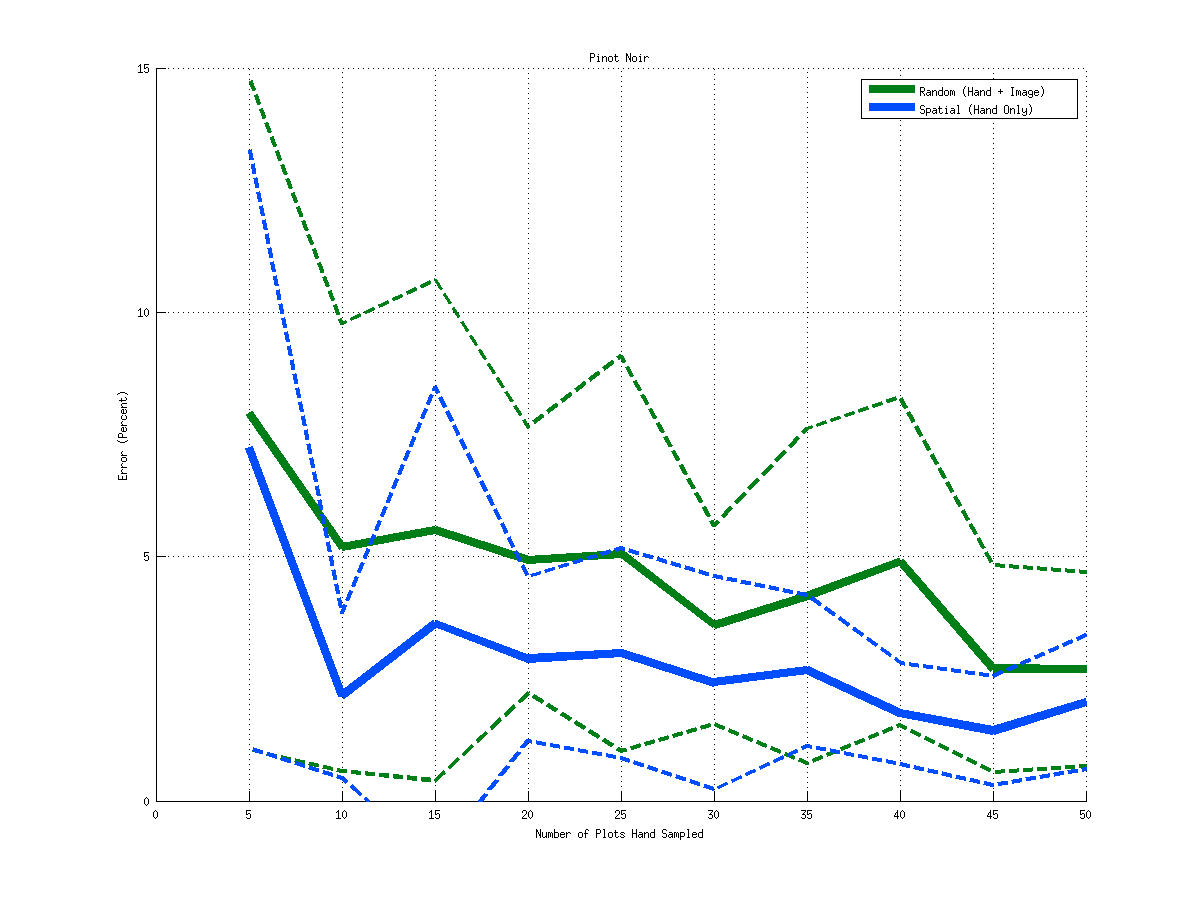 Pinot Noir
15
Random (Hand + Image)
Spatial (Hand Only)
10
Error (Percent)
5
0
0 5 10 15 20 25 30 35 40 45 50
Number of Plots Hand Sampled